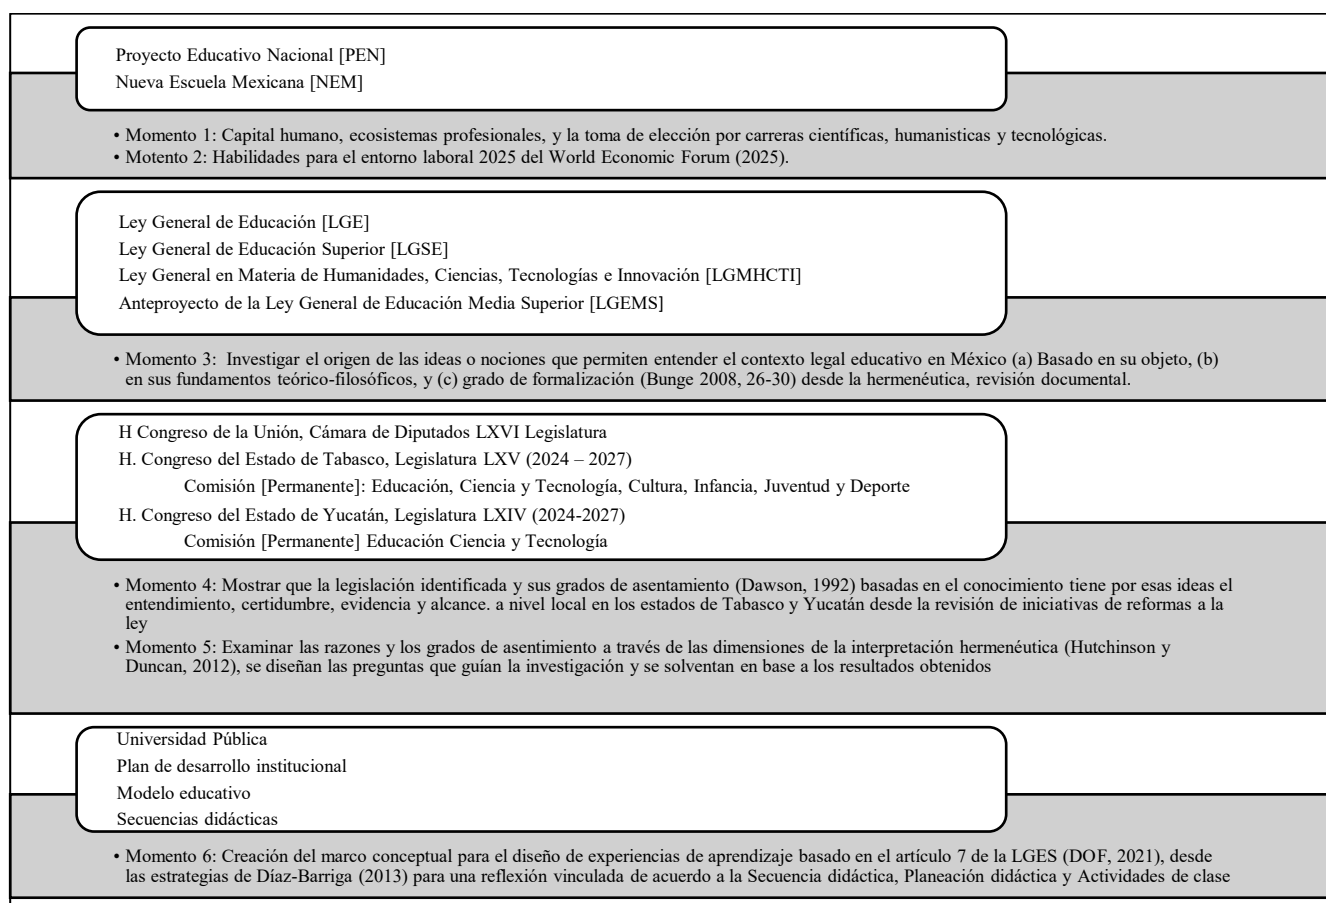 Proyecto Educativo Nacional [PEN]
Nueva Escuela Mexicana [NEM]
• Momento 1: Capital humano, ecosistemas profesionales, y la toma de elección por carreras científicas, humanisticas y tecnológicas.
• Motento 2: Habilidades para el entorno laboral 2025 del World Economic Forum (2025).
Ley General de Educación [LGE]
Ley General de Educación Superior [LGSE]
Ley General en Materia de Humanidades, Ciencias, Tecnologías e Innovación [LGMHCTI]
Anteproyecto de la Ley General de Educación Media Superior [LGEMS]
• Momento 3: Investigar el origen de las ideas o nociones que permiten entender el contexto legal educativo en México (a) Basado en su objeto, (b)
en sus fundamentos teórico-filosóficos, y (c) grado de formalización (Bunge 2008, 26-30) desde la hermenéutica, revisión documental.
H Congreso de la Unión, Cámara de Diputados LXVI Legislatura
H. Congreso del Estado de Tabasco, Legislatura LXV (2024 – 2027)
Comisión [Permanente]: Educación, Ciencia y Tecnología, Cultura, Infancia, Juventud y Deporte
H. Congreso del Estado de Yucatán, Legislatura LXIV (2024-2027)
Comisión [Permanente] Educación Ciencia y Tecnología
• Momento 4: Mostrar que la legislación identificada y sus grados de asentamiento (Dawson, 1992) basadas en el conocimiento tiene por esas ideas el
entendimiento, certidumbre, evidencia y alcance. a nivel local en los estados de Tabasco y Yucatán desde la revisión de iniciativas de reformas a la
ley
• Momento 5: Examinar las razones y los grados de asentimiento a través de las dimensiones de la interpretación hermenéutica (Hutchinson y
Duncan, 2012), se diseñan las preguntas que guían la investigación y se solventan en base a los resultados obtenidos
Universidad Pública
Plan de desarrollo institucional
Modelo educativo
Secuencias didácticas
• Momento 6: Creación del marco conceptual para el diseño de experiencias de aprendizaje basado en el artículo 7 de la LGES (DOF, 2021), desde
las estrategias de Díaz-Barriga (2013) para una reflexión vinculada de acuerdo a la Secuencia didáctica, Planeación didáctica y Actividades de clase